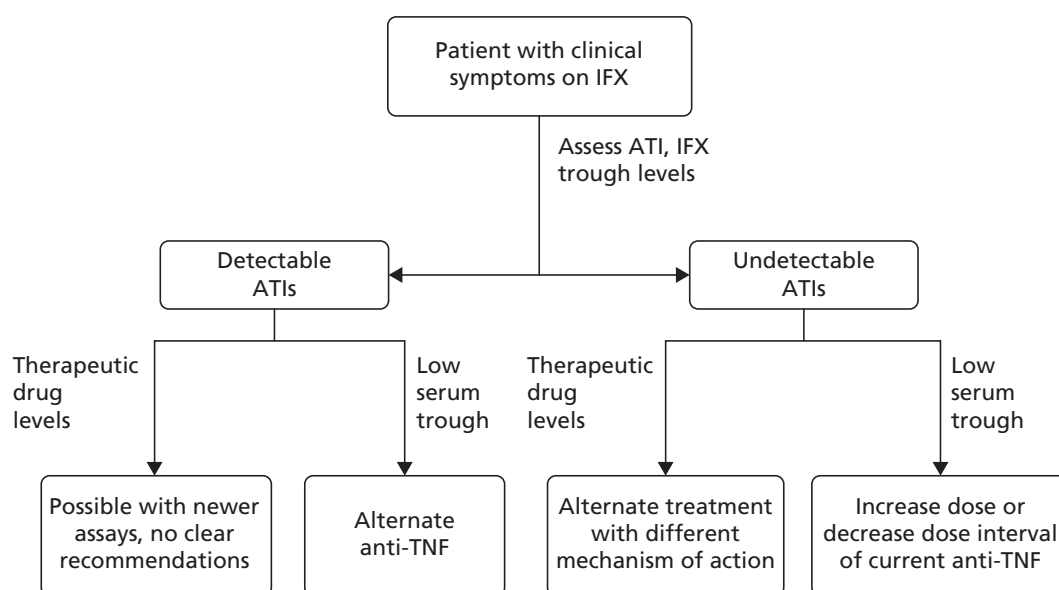 Patient with clinical
symptoms on IFX
Assess ATI, IFX
trough levels
Detectable
ATIs
Undetectable
ATIs
Therapeutic
drug
levels
Low
serum
trough
Therapeutic
drug
levels
Low
serum
trough
Possible with newer
assays, no clear
recommendations
Alternate
anti-TNF
Alternate treatment
with different
mechanism of action
Increase dose or
decrease dose interval
of current anti-TNF